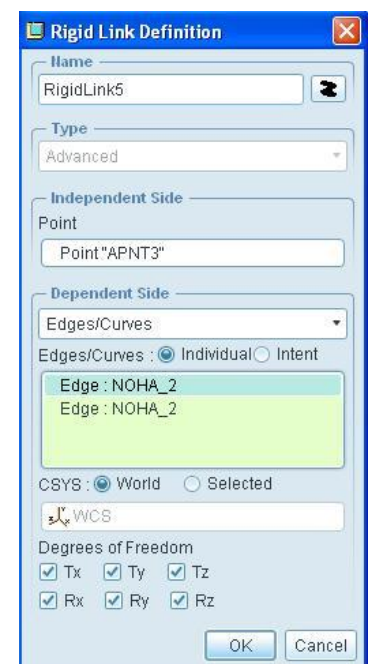 Rigid Link Definition
Name
RigidLink5
Type
Advanced
Independent Side
Point
Point"APNT3"
Dependent Side
Edges/Curves
Edges/Curves : Individual Intent
Edge : NOHA_2
Edge : NOHA_2
CSYS : World Selected
WCS
Degrees of Freedom
Tx Ty Tz
Rx Ry Rz
OK Cancel